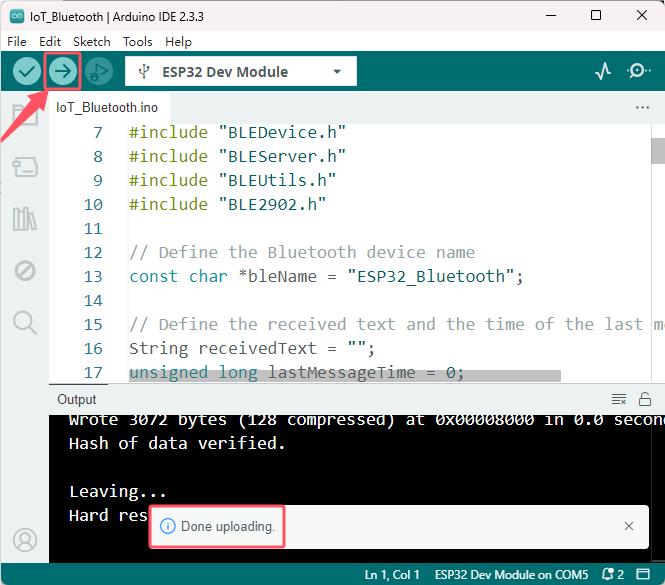 IoT_Bluetooth | Arduino IDE 2.3.3
File Edit Sketch Tools Help
ESP32 Dev Module
IoT_Bluetooth.ino
7 #include "BLEDevice.h"
8 #include "BLEServer.h"
9 #include "BLEUtils.h"
10 #include "BLE2902.h"
11
12 // Define the Bluetooth device name
13 const char *bleName = "ESP32_Bluetooth";
14
15 // Define the received text and the time of the last m
16 String receivedText = "";
17 unsigned long lastMessageTime = 0;
Output
Wrote 3072 bytes (128 compressed) at 0x00008000 in 0.0 secon
Hash of data verified.
Leaving...
Hard res
Done uploading.
Ln 1, Col 1 ESP32 Dev Module on COM5 2